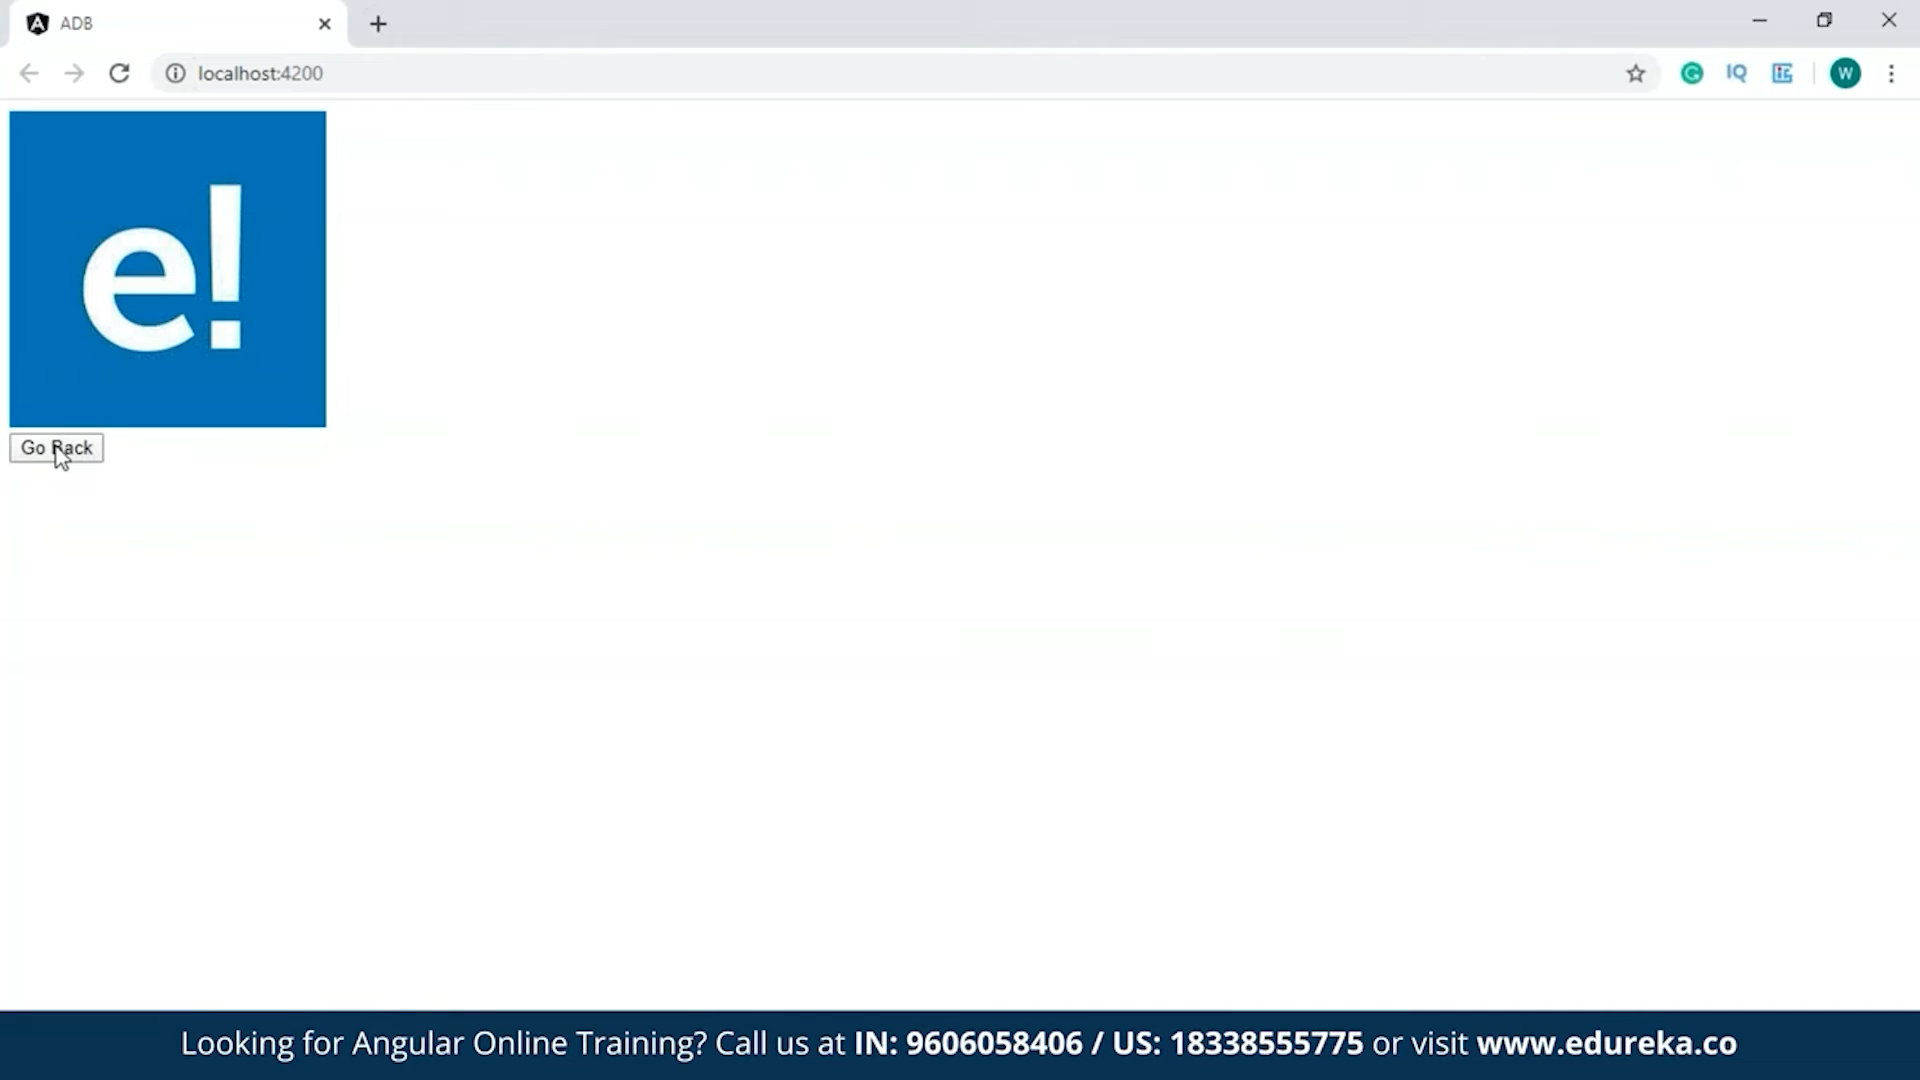 ADB
localhost:4200
IQ
W
e!
Go Back
Looking for Angular Online Training? Call us at IN: 9606058406 / US: 18338555775 or visit www.edureka.co